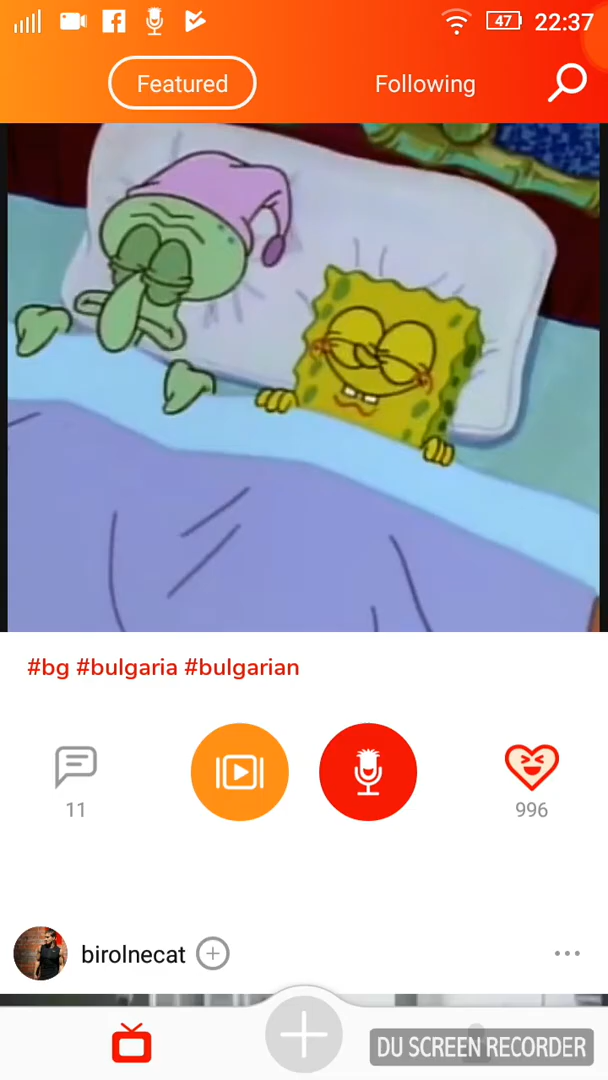 47 22:37
Featured Following
#bg #bulgaria #bulgarian
11 996
birolnecat
DU SCREEN RECORDER